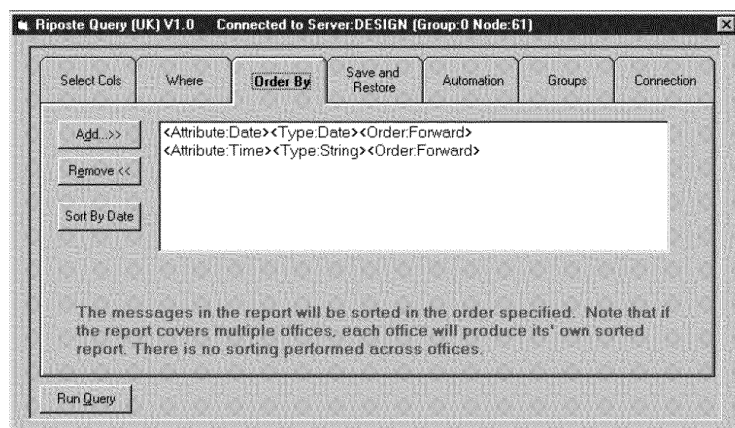 Riposte Query (UK) V1.0 Connected to Server:DESIGN (Group:0 Node:61)
Select Cols Where Order By Save and Restore Automation Groups Connection
Add...>>
Remove <<
Sort By Date
<Attribute:Date><Type:Date><Order:Forward>
<Attribute:Time><Type:String><Order:Forward>
The messages in the report will be sorted in the order specified. Note that if
the report covers multiple offices, each office will produce its' own sorted
report. There is no sorting performed across offices.
Run Query